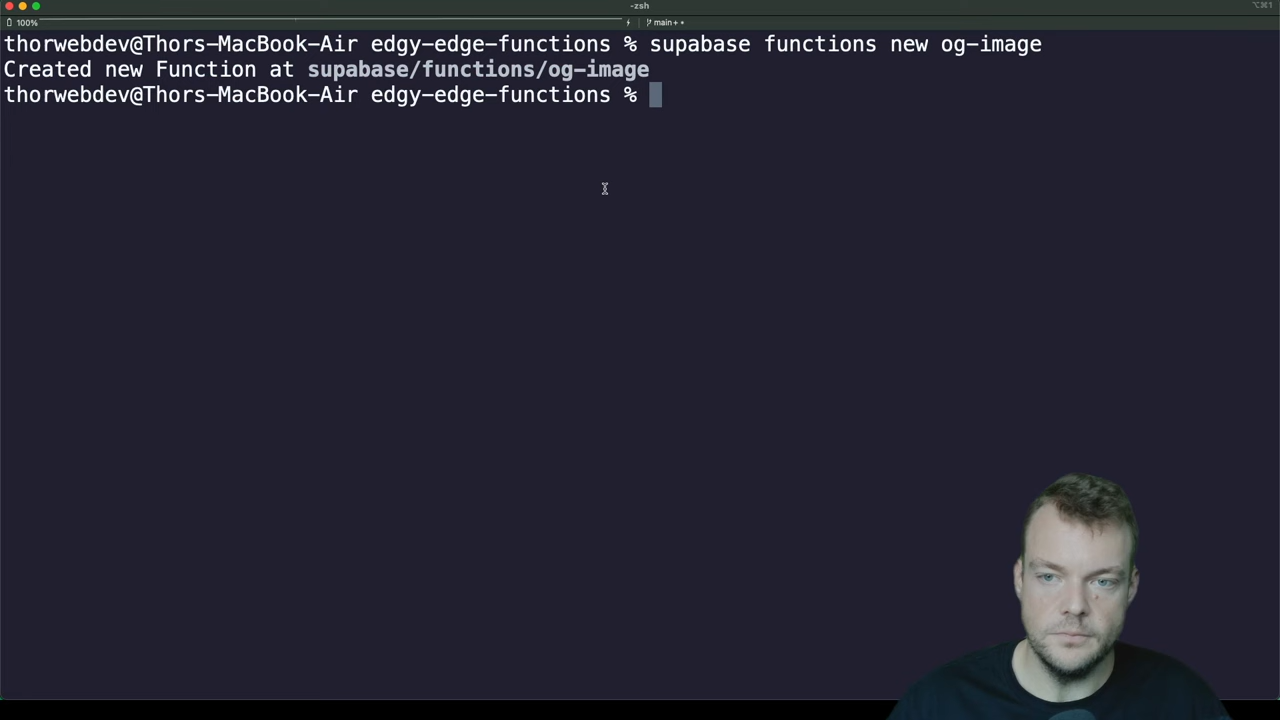 -zsh
⌥⌘1
100%
main+•
thorwebdev@Thors-MacBook-Air edgy-edge-functions % supabase functions new og-image
Created new Function at supabase/functions/og-image
thorwebdev@Thors-MacBook-Air edgy-edge-functions %